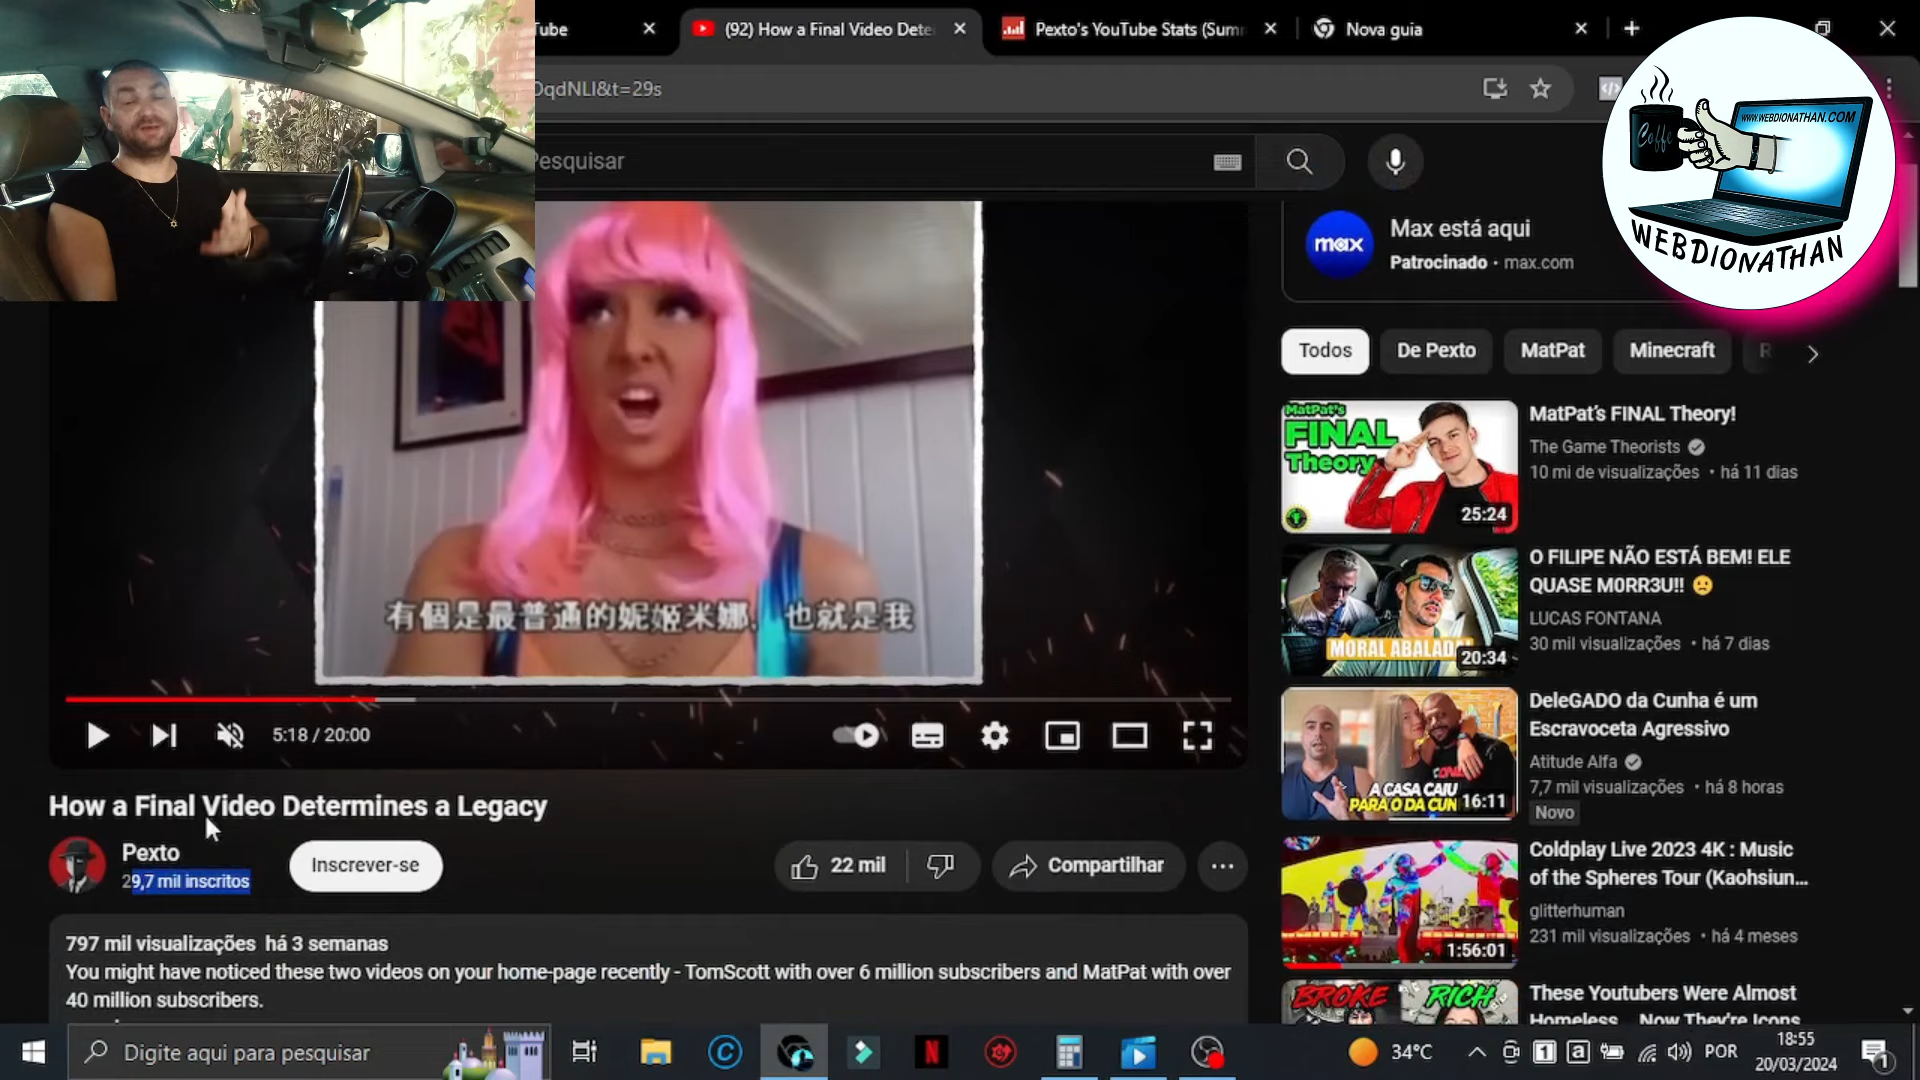 Tube
(92) How a Final Video Dete
Pexto's YouTube Stats (Sum
Nova guia
DqdNLI&t=29s
Pesquisar
Coffe
WWW.WEBDIONATHAN.COM
WEBDIONATHAN
max
Max está aqui
Patrocinado · max.com
Todos
De Pexto
MatPat
Minecraft
R
MatPat's
FINAL
Theory
25:24
MatPat's FINAL Theory!
The Game Theorists
10 mi de visualizações • há 11 dias
MORAL ABALADA
20:34
O FILIPE NÃO ESTÁ BEM! ELE
QUASE M0RR3U!! 🙁
LUCAS FONTANA
30 mil visualizações • há 7 dias
A CASA CAIU
PARA O DA CUN
16:11
DeleGADO da Cunha é um
Escravoceta Agressivo
Atitude Alfa
7,7 mil visualizações • há 8 horas
Novo
1:56:01
Coldplay Live 2023 4K : Music
of the Spheres Tour (Kaohsiun...
glitterhuman
231 mil visualizações • há 4 meses
BROKE
RICH
These Youtubers Were Almost
Homeless... Now They're Icons
有個是最普通的妮姬米娜, 也就是我
5:18 / 20:00
How a Final Video Determines a Legacy
Pexto
29,7 mil inscritos
Inscrever-se
22 mil
Compartilhar
797 mil visualizações há 3 semanas
You might have noticed these two videos on your home-page recently - TomScott with over 6 million subscribers and MatPat with over
40 million subscribers.
Digite aqui para pesquisar
34°C
POR
18:55
20/03/2024
1